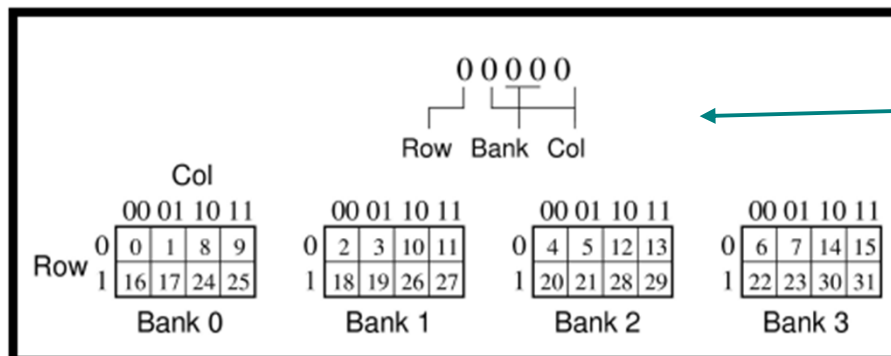 00000
Row Bank Col
Col
00 01 10 11 00 01 10 11 00 01 10 11 00 01 10 11
Row 0 0 1 8 9 0 2 3 10 11 0 4 5 12 13 0 6 7 14 15
1 16 17 24 25 1 18 19 26 27 1 20 21 28 29 1 22 23 30 31
Bank 0 Bank 1 Bank 2 Bank 3